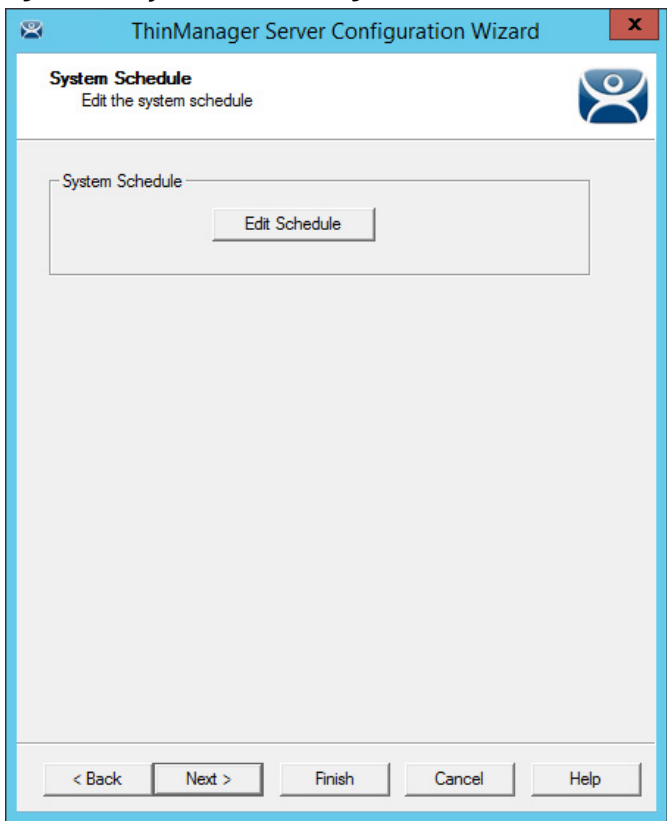 ThinManager Server Configuration Wizard
x
System Schedule
Edit the system schedule
System Schedule
Edit Schedule
< Back Next > Finish Cancel Help